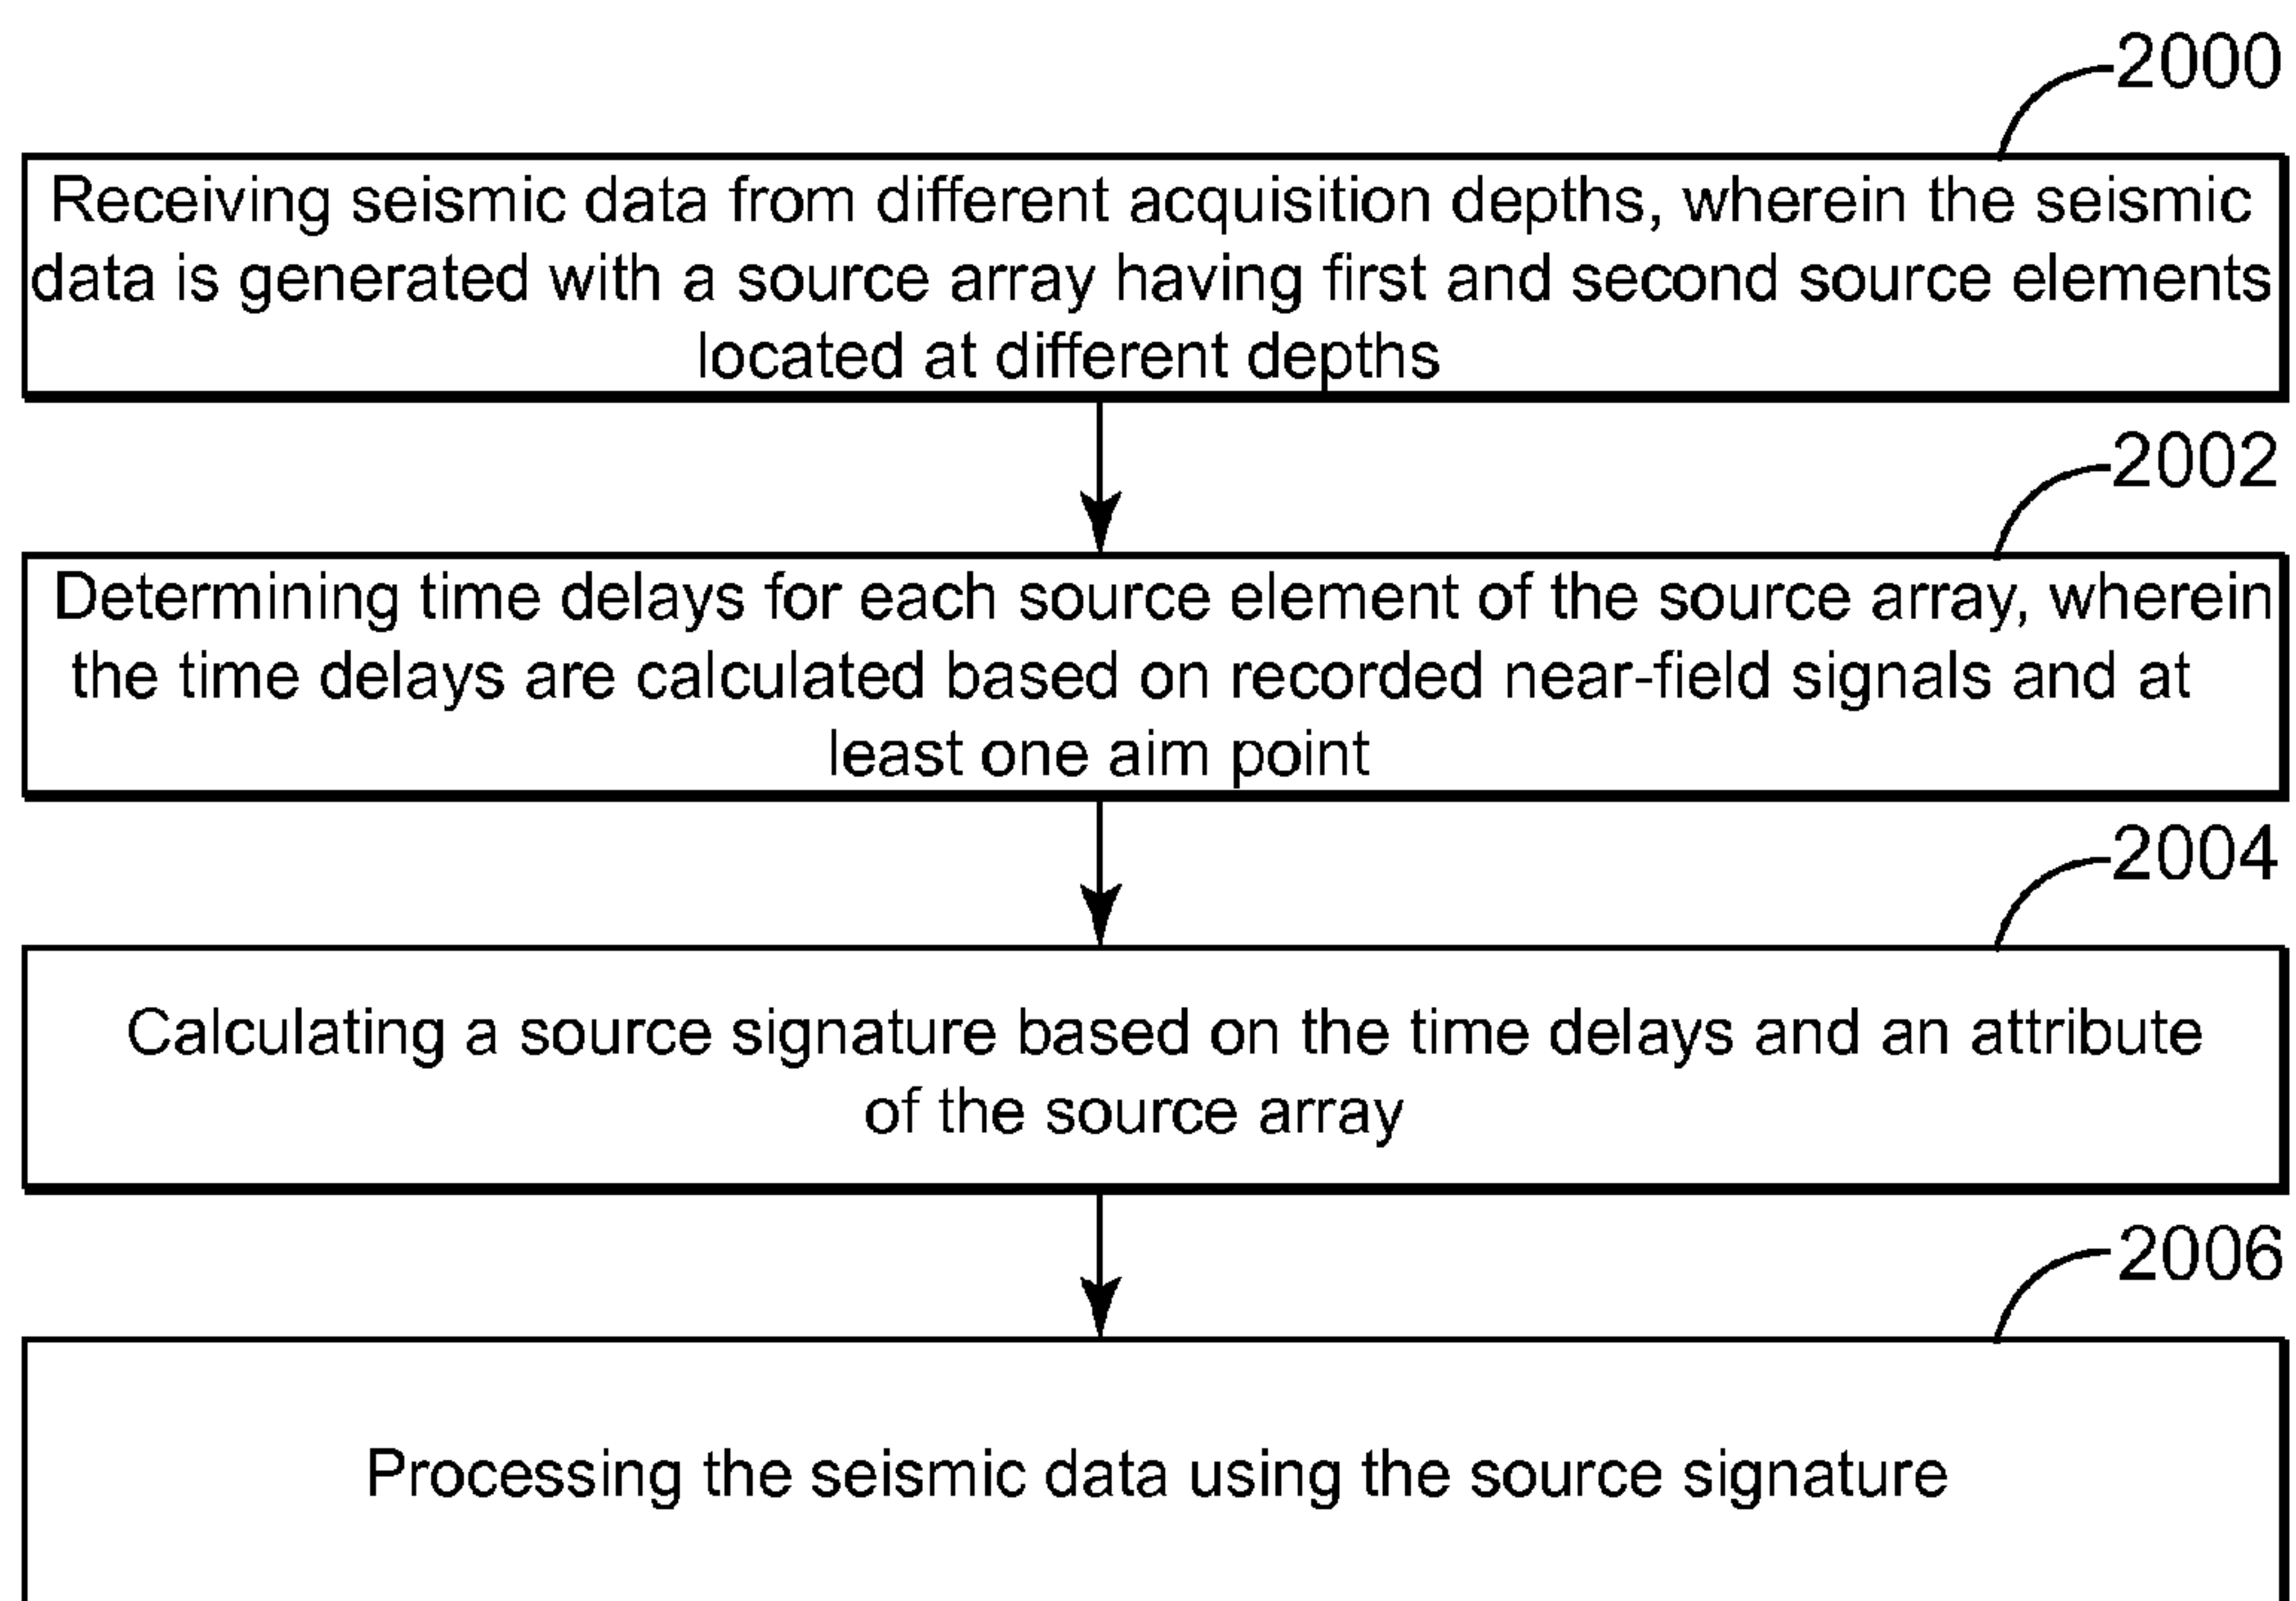 2000
Receiving seismic data from different acquisition depths, wherein the seismic
data is generated with a source array having first and second source elements
located at different depths
2002
Determining time delays for each source element of the source array, wherein
the time delays are calculated based on recorded near-field signals and at
least one aim point
2004
Calculating a source signature based on the time delays and an attribute
of the source array
2006
Processing the seismic data using the source signature